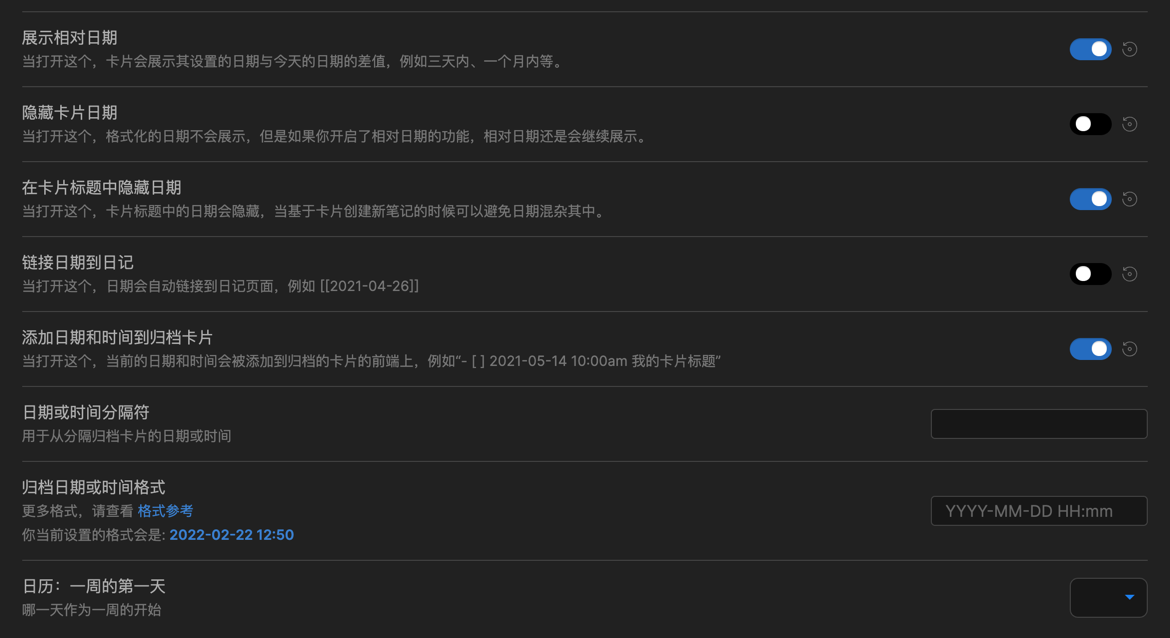 展示相对日期
当打开这个，卡片会展示其设置的日期与今天的日期的差值，例如三天内、一个月内等。
隐藏卡片日期
当打开这个，格式化的日期不会展示，但是如果你开启了相对日期的功能，相对日期还是会继续展示。
在卡片标题中隐藏日期
当打开这个，卡片标题中的日期会隐藏，当基于卡片创建新笔记的时候可以避免日期混杂其中。
链接日期到日记
当打开这个，日期会自动链接到日记页面，例如 [[2021-04-26]]
添加日期和时间到归档卡片
当打开这个，当前的日期和时间会被添加到归档的卡片的前端上，例如“- [ ] 2021-05-14 10:00am 我的卡片标题”
日期或时间分隔符
用于从分隔归档卡片的日期或时间
归档日期或时间格式
更多格式，请查看 格式参考
YYYY-MM-DD HH:mm
你当前设置的格式会是: 2022-02-22 12:50
日历：一周的第一天
哪一天作为一周的开始